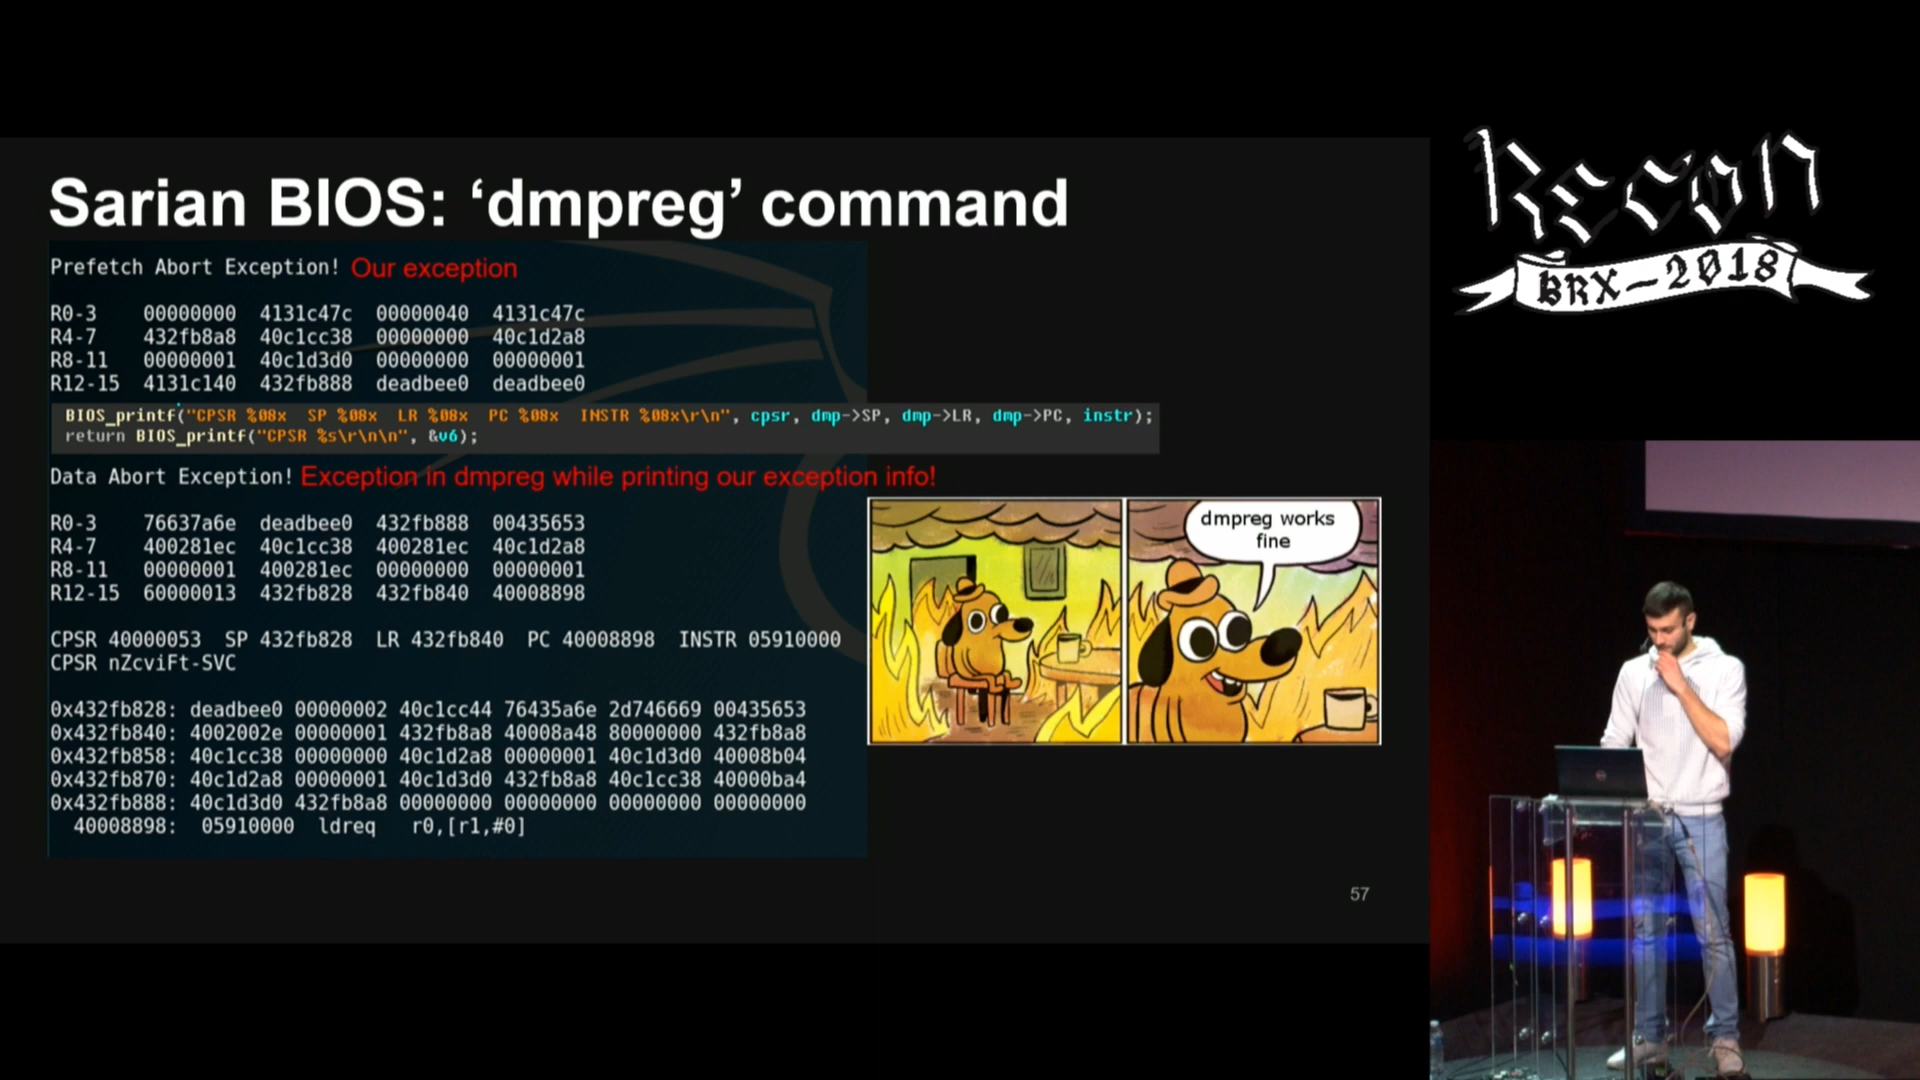 Sarian BIOS: ‘dmpreg’ command
Prefetch Abort Exception! Our exception
R0-3 00000000 4131c47c 00000040 4131c47c
R4-7 432fb8a8 40c1cc38 00000000 40c1d2a8
R8-11 00000001 40c1d3d0 00000000 00000001
R12-15 4131c140 432fb888 deadbee0 deadbee0
BIOS_printf("CPSR %08x  SP %08x  LR %08x  PC %08x  INSTR %08x\r\n", cpsr, dmp->SP, dmp->LR, dmp->PC, instr);
return BIOS_printf("CPSR %s\r\n\n", &v6);
Data Abort Exception! Exception in dmpreg while printing our exception info!
R0-3 76637a6e deadbee0 432fb888 00435653
R4-7 400281ec 40c1cc38 400281ec 40c1d2a8
R8-11 00000001 400281ec 00000000 00000001
R12-15 60000013 432fb828 432fb840 40008898
CPSR 40000053 SP 432fb828 LR 432fb840 PC 40008898 INSTR 05910000
CPSR nZcviFt-SVC
0x432fb828: deadbee0 00000002 40c1cc44 76435a6e 2d746669 00435653
0x432fb840: 4002002e 00000001 432fb8a8 40008a48 80000000 432fb8a8
0x432fb858: 40c1cc38 00000000 40c1d2a8 00000001 40c1d3d0 40008b04
0x432fb870: 40c1d2a8 00000001 40c1d3d0 432fb8a8 40c1cc38 40000ba4
0x432fb888: 40c1d3d0 432fb8a8 00000000 00000000 00000000 00000000
40008898: 05910000 ldreq r0,[r1,#0]
dmpreg works
fine
57
Recon
BRX-2018